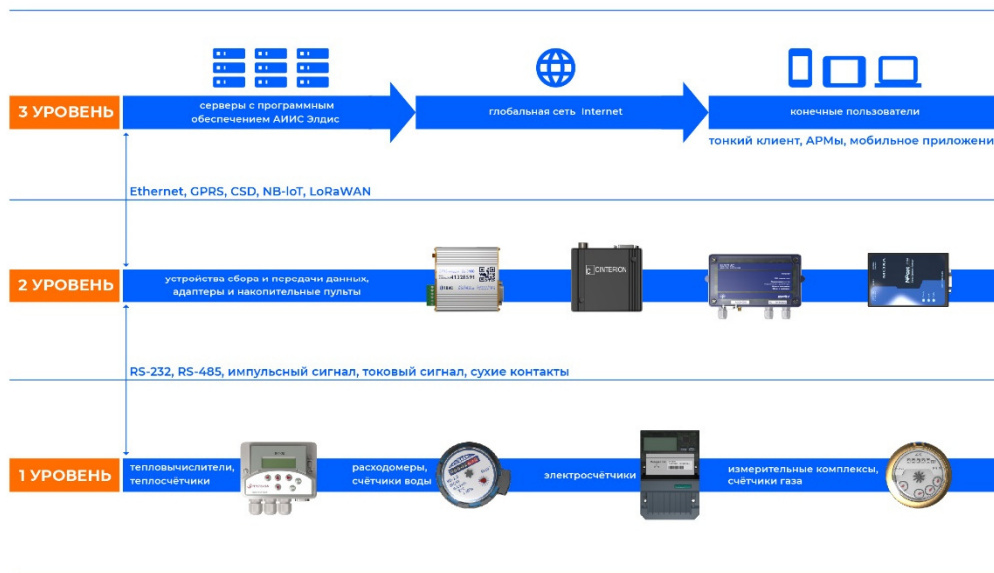 3 УРОВЕНЬ
серверы с программным
обеспечением АИИС Элдис
глобальная сеть Internet
конечные пользователи
тонкий клиент, АРМы, мобильное приложени
Ethernet, GPRS, CSD, NB-IoT, LoRaWAN
2 УРОВЕНЬ
устройства сбора и передачи данных,
адаптеры и накопительные пульты
CINTERION
RS-232, RS-485, импульсный сигнал, токовый сигнал, сухие контакты
1 УРОВЕНЬ
тепловычислители,
теплосчётчики
расходомеры,
счётчики воды
электросчётчики
измерительные комплексы,
счётчики газа